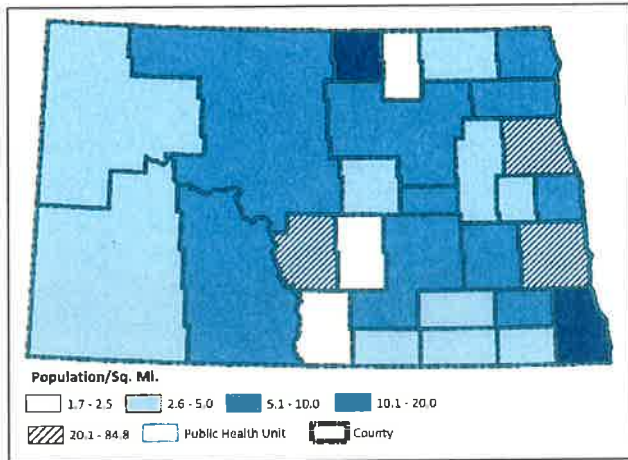 Population/Sq. Mi.
1.7 - 2.5 2.6 - 5.0 5.1 - 10.0 10.1 - 20.0
20.1 - 84.8 Public Health Unit County